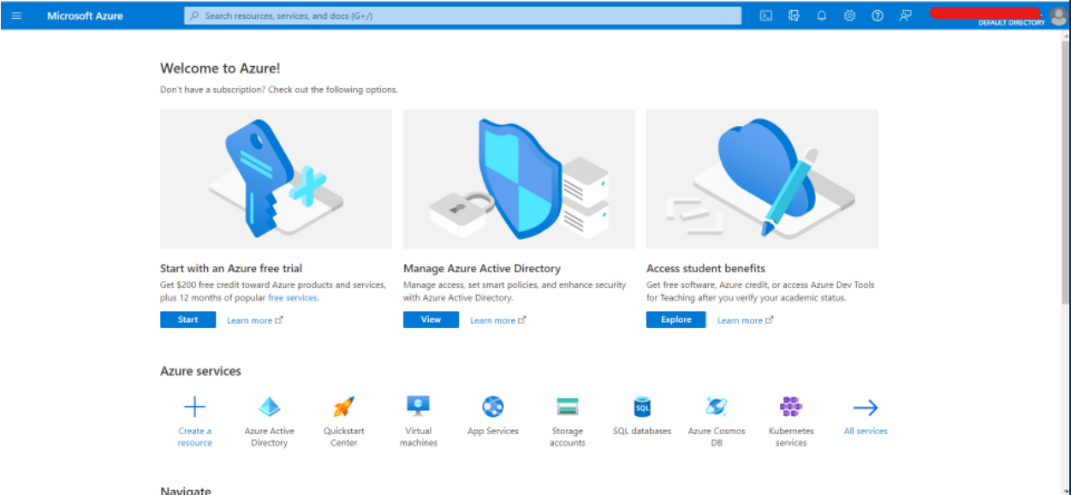 Microsoft Azure
Search resources, services, and docs (G+/)
DEFAULT DIRECTORY
Welcome to Azure!
Don't have a subscription? Check out the following options.
Start with an Azure free trial
Get $200 free credit toward Azure products and services,
plus 12 months of popular free services.
Start
Learn more
Manage Azure Active Directory
Manage access, set smart policies, and enhance security
with Azure Active Directory.
View
Learn more
Access student benefits
Get free software, Azure credit, or access Azure Dev Tools
for Teaching after you verify your academic status.
Explore
Learn more
Azure services
Create a
resource
Azure Active
Directory
Quickstart
Center
Virtual
machines
App Services
Storage
accounts
SQL
SQL databases
Azure Cosmos
DB
Kubernetes
services
All services
Navigate